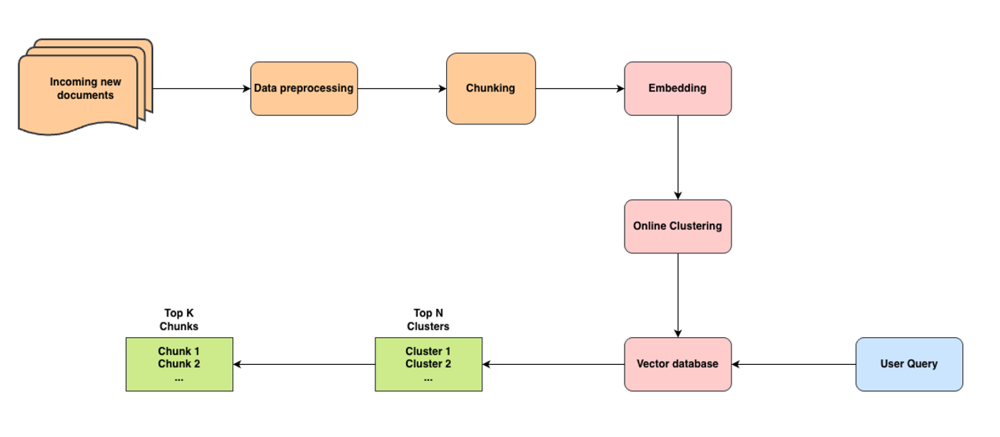 Incoming new
documents
Data preprocessing
Chunking
Embedding
Online Clustering
Top K
Chunks
Chunk 1
Chunk 2
...
Top N
Clusters
Cluster 1
Cluster 2
...
Vector database
User Query